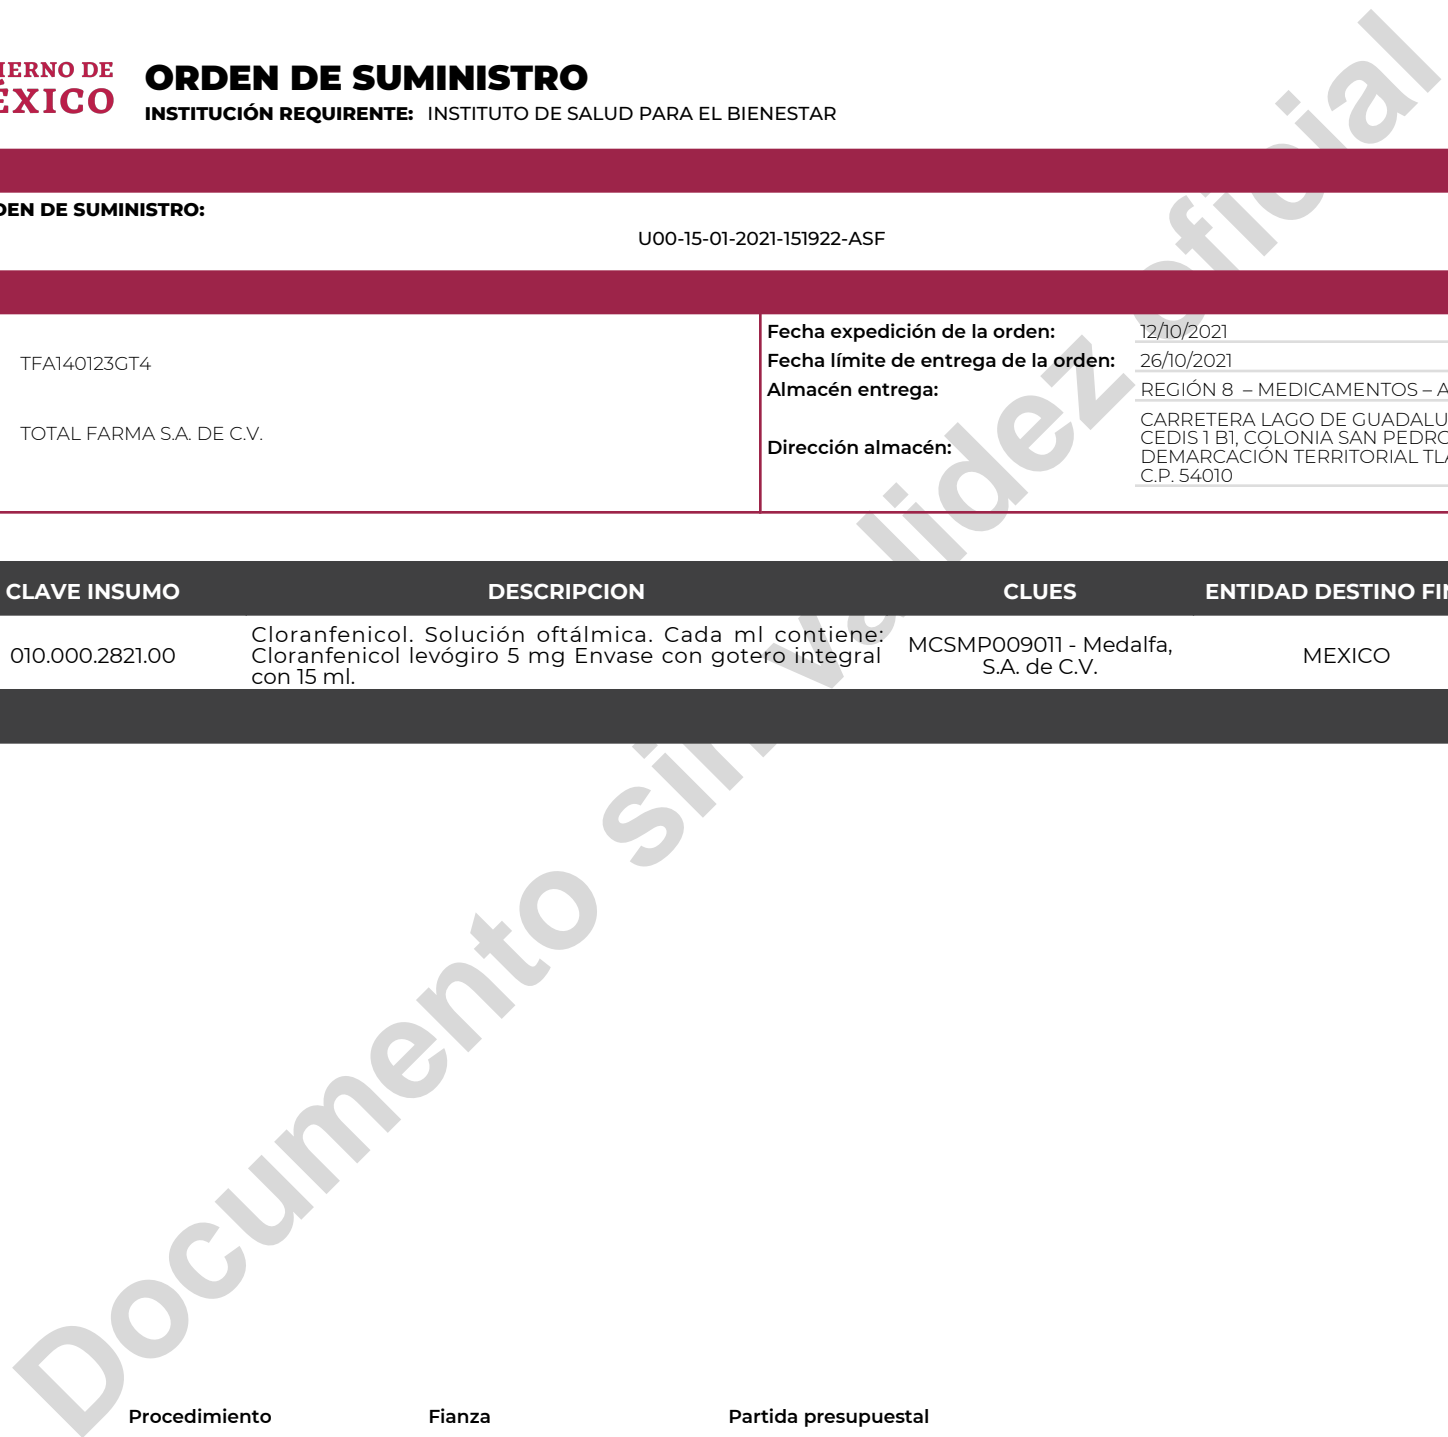 IERNO DE
ÉXICO
ORDEN DE SUMINISTRO
INSTITUCIÓN REQUIRENTE: INSTITUTO DE SALUD PARA EL BIENESTAR
DEN DE SUMINISTRO:
U00-15-01-2021-151922-ASF
TFA140123GT4
TOTAL FARMA S.A. DE C.V.
Fecha expedición de la orden: 12/10/2021
Fecha límite de entrega de la orden: 26/10/2021
Almacén entrega: REGIÓN 8 – MEDICAMENTOS – A
Dirección almacén:
CARRETERA LAGO DE GUADALU
CEDIS 1 B1, COLONIA SAN PEDRO
DEMARCACIÓN TERRITORIAL TLA
C.P. 54010
CLAVE INSUMO DESCRIPCION CLUES ENTIDAD DESTINO FIN
010.000.2821.00
Cloranfenicol. Solución oftálmica. Cada ml contiene:
Cloranfenicol levógiro 5 mg Envase con gotero integral
con 15 ml.
MCSMP009011 - Medalfa,
S.A. de C.V.
MEXICO
Documento sin validez oficial
Procedimiento Fianza Partida presupuestal